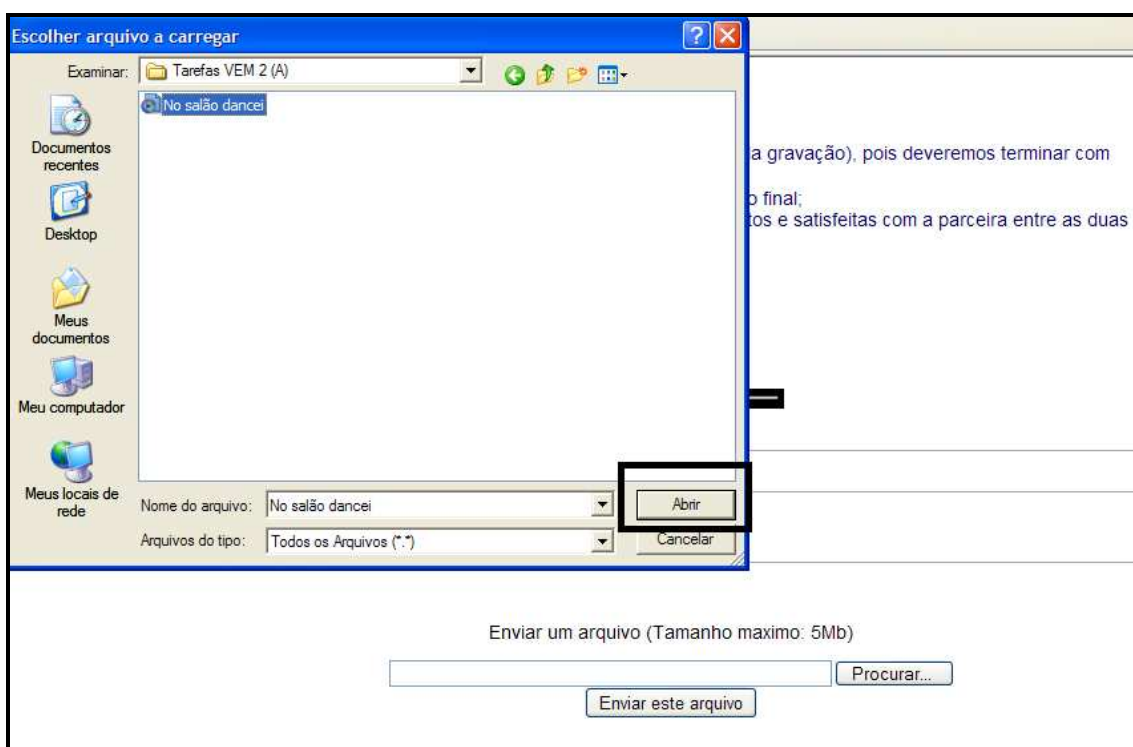 Escolher arquivo a carregar
Examinar:
Tarefas VEM 2 (A)
No salão dancei
Documentos
recentes
Desktop
Meus
documentos
Meu computador
Meus locais de
rede
Nome do arquivo:
No salão dancei
Abrir
Arquivos do tipo:
Todos os Arquivos (*.*)
Cancelar
a gravação), pois deveremos terminar com
o final;
tos e satisfeitas com a parceira entre as duas
Enviar um arquivo (Tamanho maximo: 5Mb)
Procurar...
Enviar este arquivo